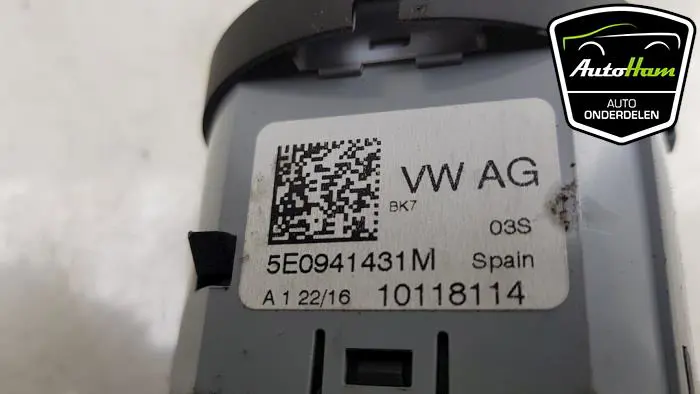 AutoHam
AUTO
ONDERDELEN
VW AG
BK7
03S
5E0941431M Spain
A 1 22/16 10118114